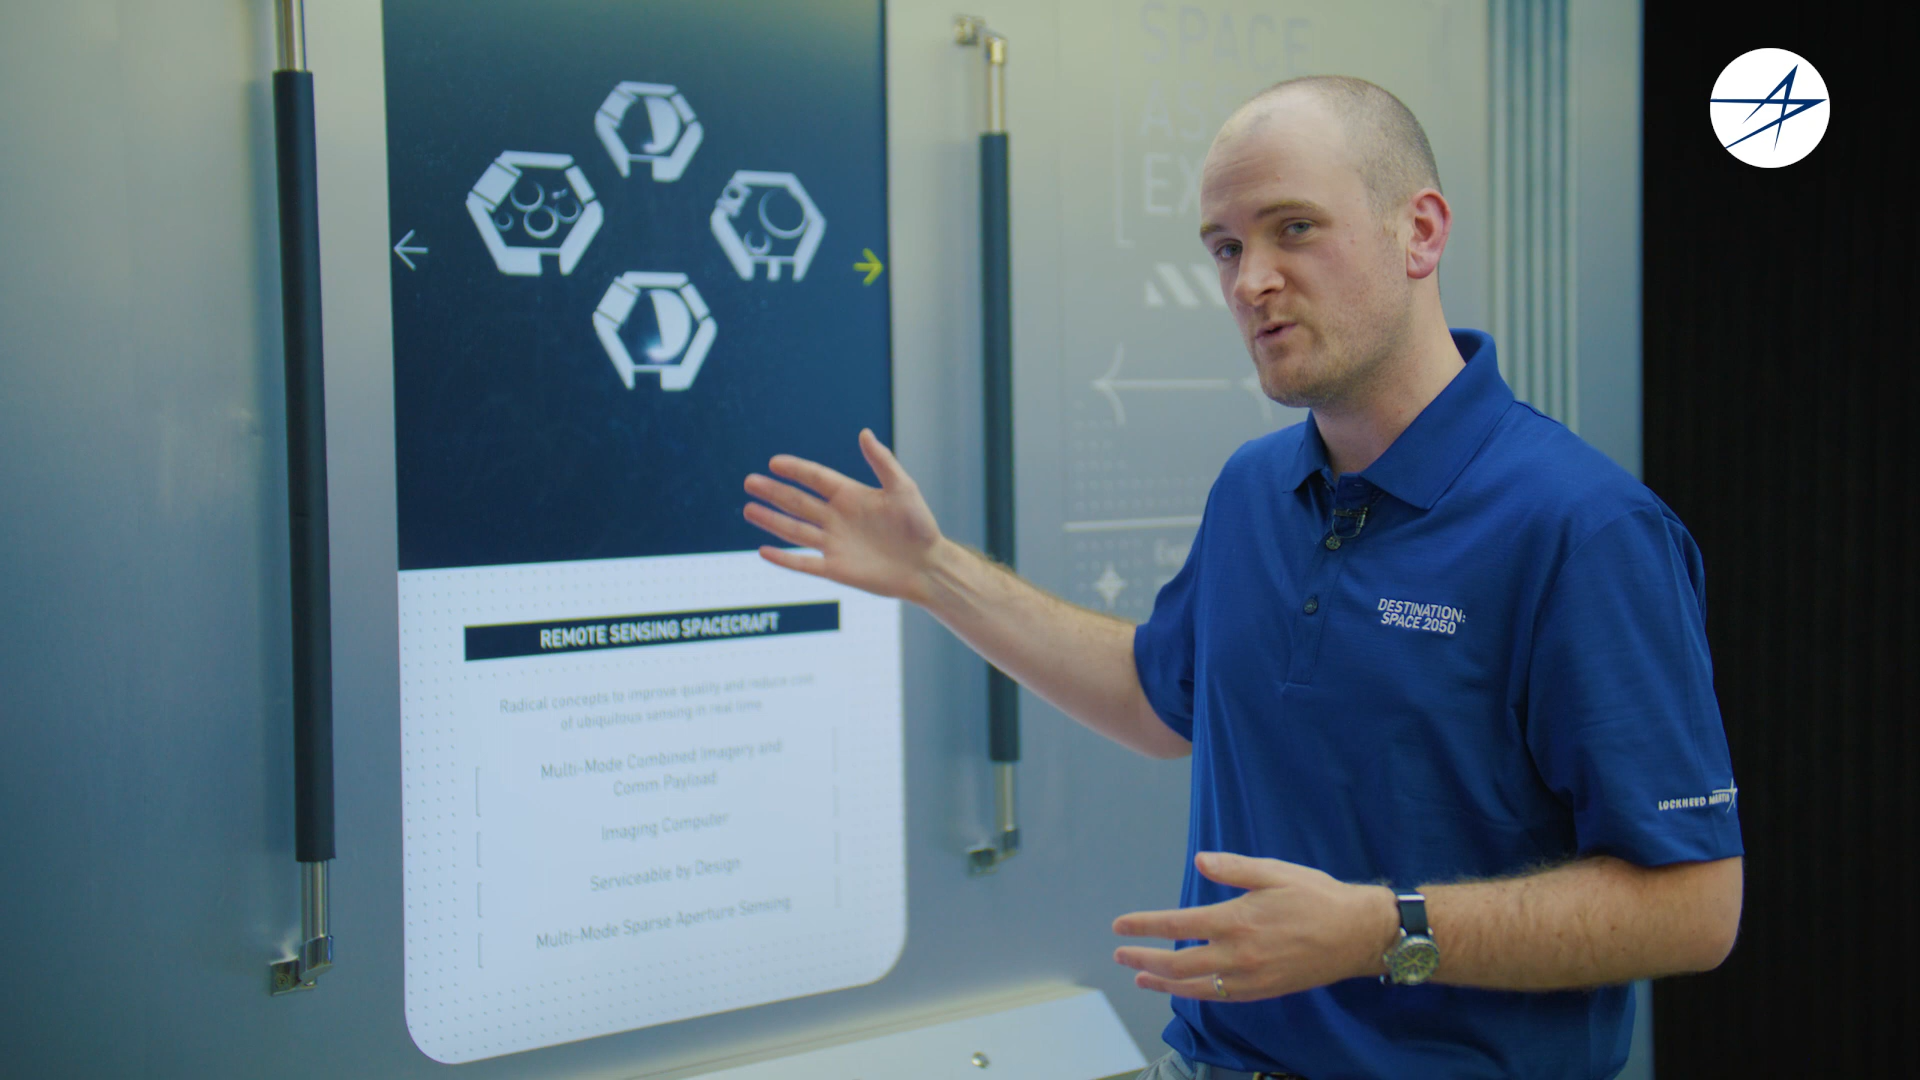 SPACE
REMOTE SENSING SPACECRAFT
Radical concepts to improve quality and reduce cost
of ubiquitous sensing in real time
Multi-Mode Combined Imagery and
Comm Payload
Imaging Computer
Serviceable by Design
Multi-Mode Sparse Aperture Sensing
DESTINATION:
SPACE 2050
LOCKHEED MARTIN